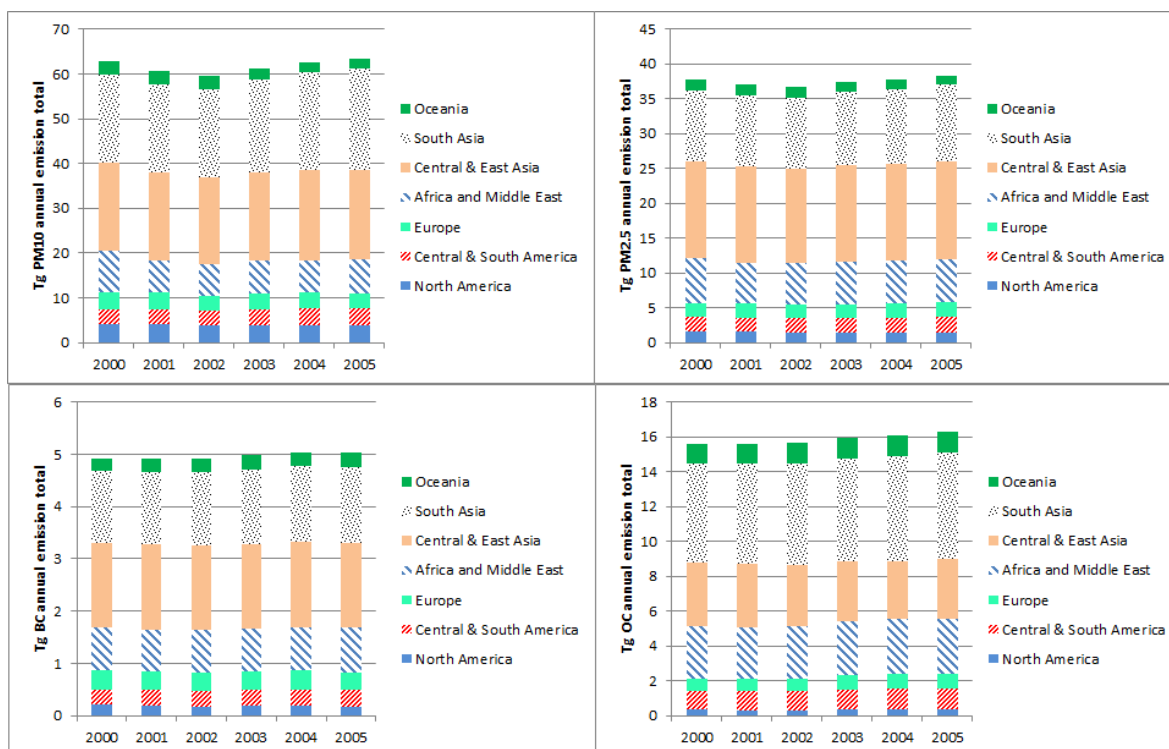 Tg PM10 annual emission total
70
60
50
40
30
20
10
0
2000 2001 2002 2003 2004 2005
Oceania
South Asia
Central & East Asia
Africa and Middle East
Europe
Central & South America
North America
Tg PM2.5 annual emission total
45
40
35
30
25
20
15
10
5
0
2000 2001 2002 2003 2004 2005
Oceania
South Asia
Central & East Asia
Africa and Middle East
Europe
Central & South America
North America
Tg BC annual emission total
6
5
4
3
2
1
0
2000 2001 2002 2003 2004 2005
Oceania
South Asia
Central & East Asia
Africa and Middle East
Europe
Central & South America
North America
Tg OC annual emission total
18
16
14
12
10
8
6
4
2
0
2000 2001 2002 2003 2004 2005
Oceania
South Asia
Central & East Asia
Africa and Middle East
Europe
Central & South America
North America